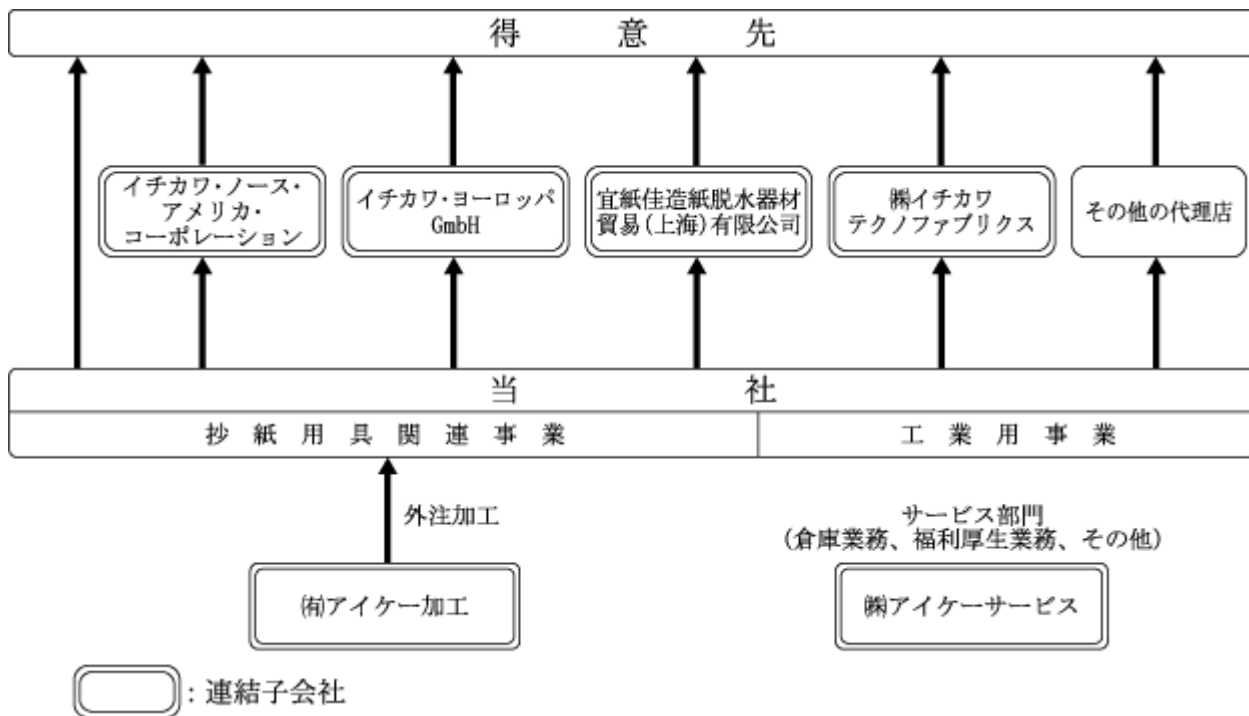 得意先
イチカワ・ノース・
アメリカ・
コーポレーション
イチカワ・ヨーロッパ
GmbH
宜紙佳造紙脱水器材
貿易(上海)有限公司
㈱イチカワ
テクノファブリクス
その他の代理店
当社
抄紙用具関連事業
工業用事業
外注加工
サービス部門
(倉庫業務、福利厚生業務、その他)
㈲アイケー加工
㈱アイケーサービス
:連結子会社